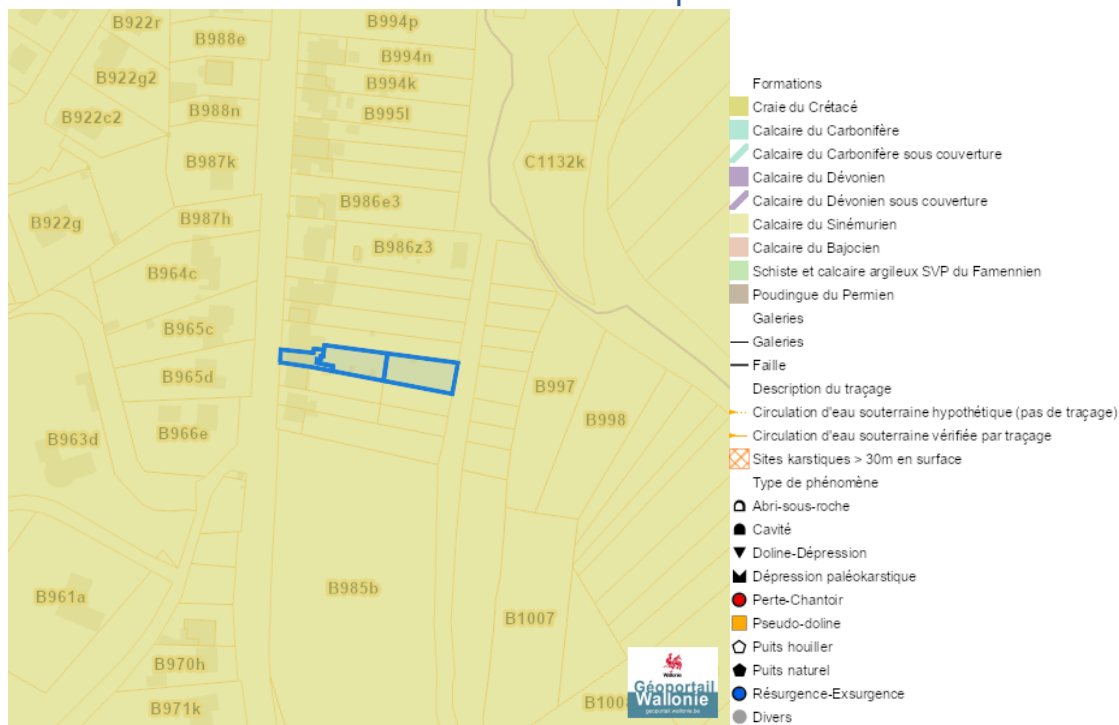 B922r
B994p
B988e
B994n
B922g2
B994k
B922c2
B988n
B995l
B987k
C1132k
B986e3
B922g
B987h
B986z3
B964c
B965c
B965d
B997
B966e
B998
B963d
B961a
B985b
B1007
B970h
B971k
Wallonie
Géoportail
Wallonie
geoportail.wallonie.be
Formations
Craie du Crétacé
Calcaire du Carbonifère
Calcaire du Carbonifère sous couverture
Calcaire du Dévonien
Calcaire du Dévonien sous couverture
Calcaire du Sinémurien
Calcaire du Bajocien
Schiste et calcaire argileux SVP du Famennien
Poudingue du Permien
Galeries
Galeries
Faille
Description du traçage
Circulation d'eau souterraine hypothétique (pas de traçage)
Circulation d'eau souterraine vérifiée par traçage
Sites karstiques > 30m en surface
Type de phénomène
Abri-sous-roche
Cavité
Doline-Dépression
Dépression paléokarstique
Perte-Chantoir
Pseudo-doline
Puits houiller
Puits naturel
Résurgence-Exsurgence
Divers